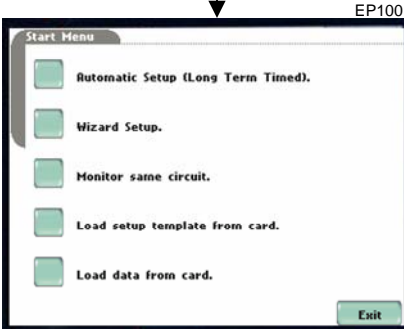 EP100
Start Menu
Automatic Setup (Long Term Timed).
Wizard Setup.
Monitor same circuit.
Load setup template from card.
Load data from card.
Exit